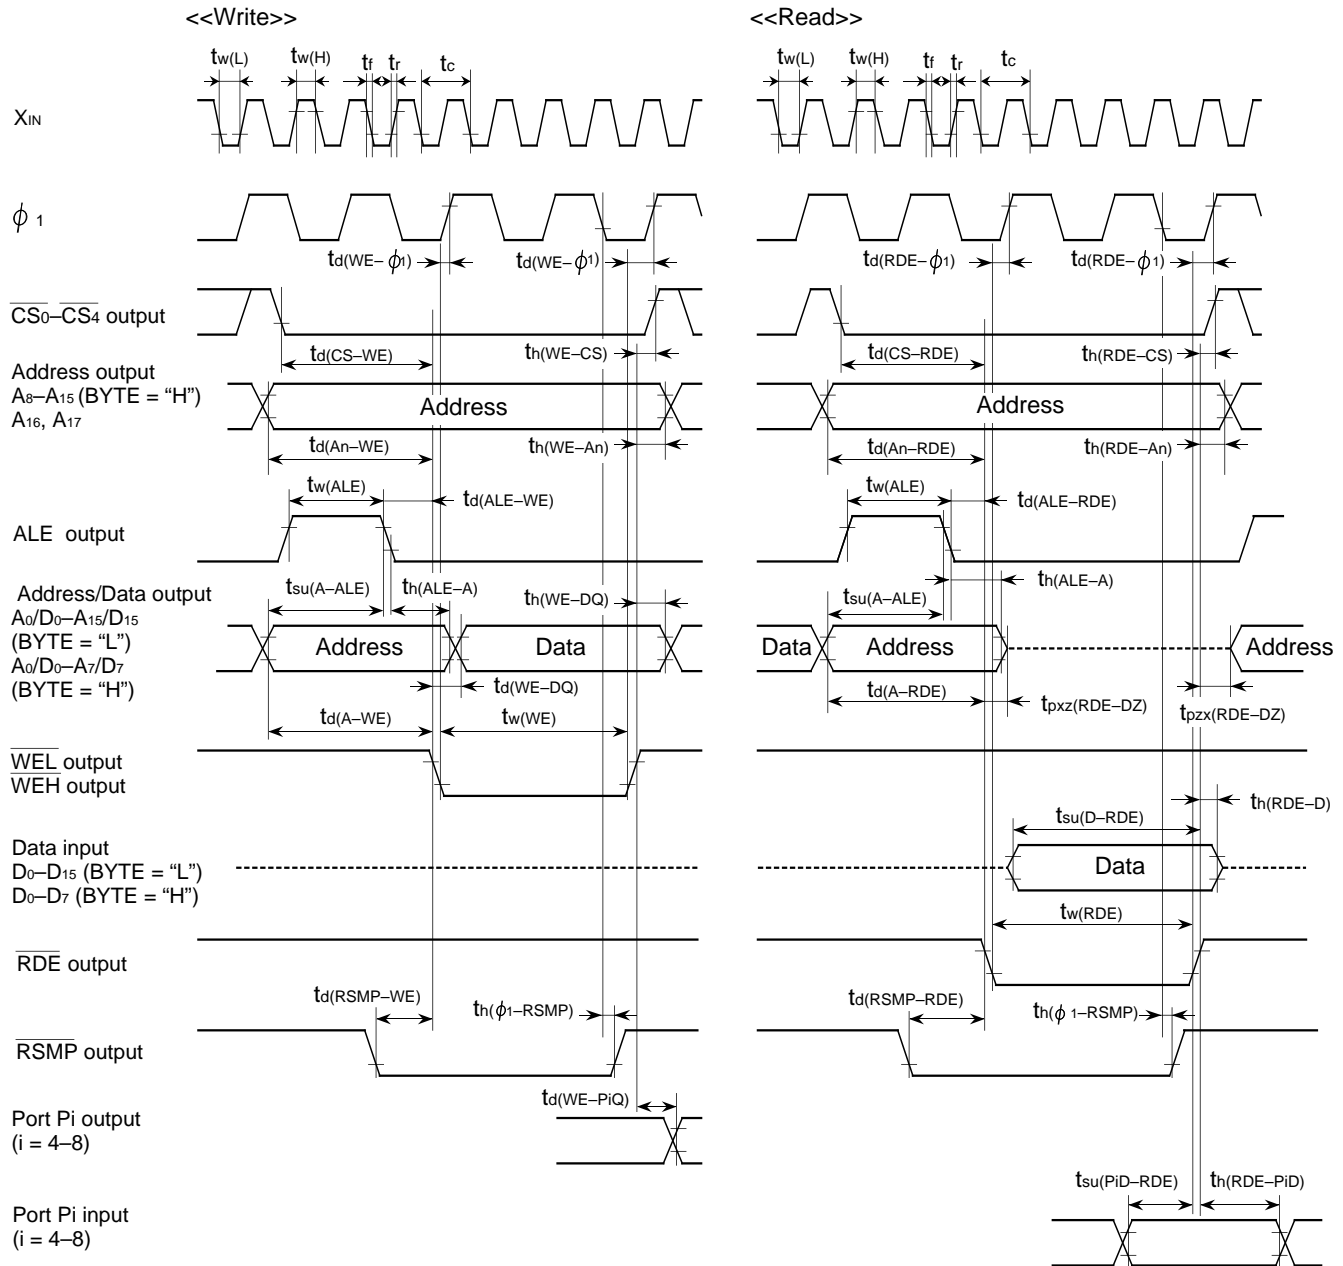 <<Write>> <<Read>>
tw(L) tw(H) tf tr tc tw(L) tw(H) tf tr tc
XIN
ϕ 1
td(WE–ϕ1) td(WE–ϕ1) td(RDE–ϕ1) td(RDE–ϕ1)
CS0–CS4 output
td(CS–WE) th(WE–CS) td(CS–RDE) th(RDE–CS)
Address output
A8–A15 (BYTE = “H”)
A16, A17
Address Address
td(An–WE) th(WE–An) td(An–RDE) th(RDE–An)
tw(ALE) td(ALE–WE) tw(ALE) td(ALE–RDE)
ALE output
tsu(A–ALE) th(ALE–A) th(WE–DQ) tsu(A–ALE) th(ALE–A)
Address/Data output
A0/D0–A15/D15
(BYTE = “L”)
A0/D0–A7/D7
(BYTE = “H”)
Address Data Data Address Address
td(WE–DQ)
td(A–WE) tw(WE) td(A–RDE) tpxz(RDE–DZ) tpzx(RDE–DZ)
WEL output
WEH output
tsu(D–RDE) th(RDE–D)
Data input
D0–D15 (BYTE = “L”)
D0–D7 (BYTE = “H”)
Data
tw(RDE)
RDE output
td(RSMP–WE) th(ϕ1–RSMP) td(RSMP–RDE) th(ϕ 1–RSMP)
RSMP output
td(WE–PiQ)
Port Pi output
(i = 4–8)
tsu(PiD–RDE) th(RDE–PiD)
Port Pi input
(i = 4–8)